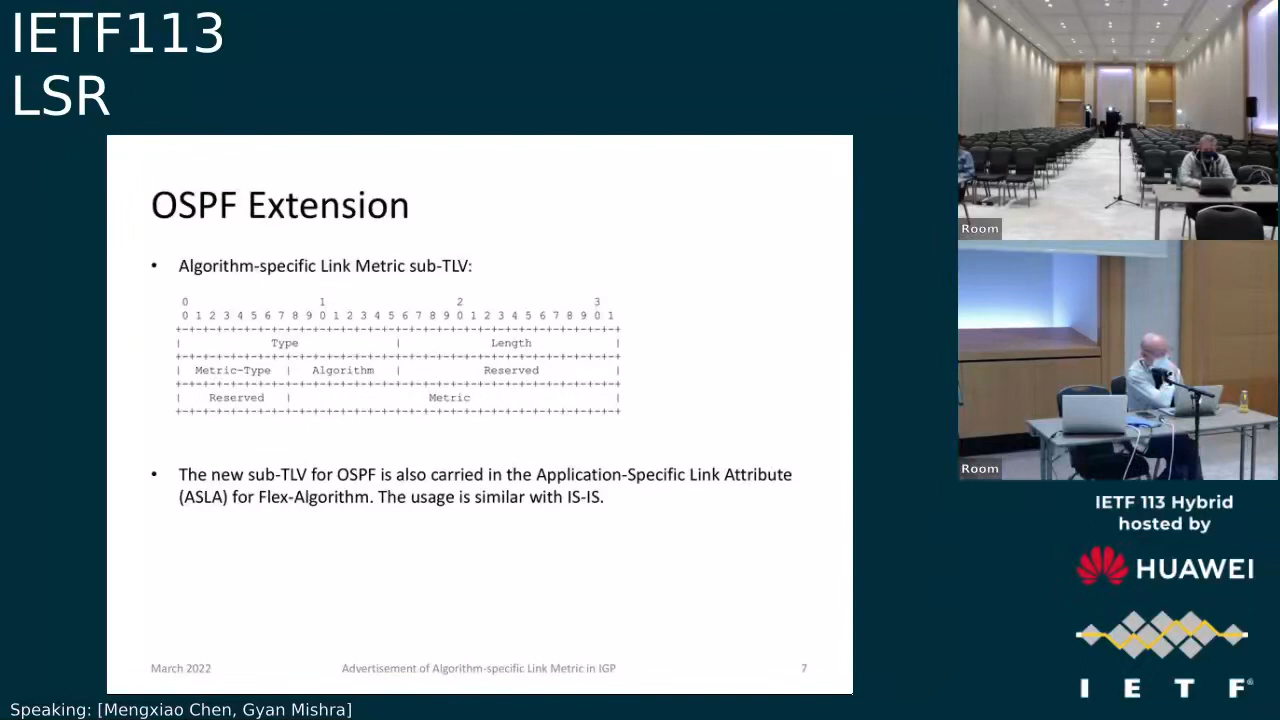 IETF113
LSR
OSPF Extension
• Algorithm-specific Link Metric sub-TLV:
0 1 2 3
0 1 2 3 4 5 6 7 8 9 0 1 2 3 4 5 6 7 8 9 0 1 2 3 4 5 6 7 8 9 0 1
+-+-+-+-+-+-+-+-+-+-+-+-+-+-+-+-+-+-+-+-+-+-+-+-+-+-+-+-+-+-+-+-+
| Type | Length |
+-+-+-+-+-+-+-+-+-+-+-+-+-+-+-+-+-+-+-+-+-+-+-+-+-+-+-+-+-+-+-+-+
| Metric-Type | Algorithm | Reserved |
+-+-+-+-+-+-+-+-+-+-+-+-+-+-+-+-+-+-+-+-+-+-+-+-+-+-+-+-+-+-+-+-+
| Reserved | Metric |
+-+-+-+-+-+-+-+-+-+-+-+-+-+-+-+-+-+-+-+-+-+-+-+-+-+-+-+-+-+-+-+-+
• The new sub-TLV for OSPF is also carried in the Application-Specific Link Attribute
(ASLA) for Flex-Algorithm. The usage is similar with IS-IS.
March 2022 Advertisement of Algorithm-specific Link Metric in IGP 7
Speaking: [Mengxiao Chen, Gyan Mishra]
Room
Room
IETF 113 Hybrid
hosted by
HUAWEI
I E T F®